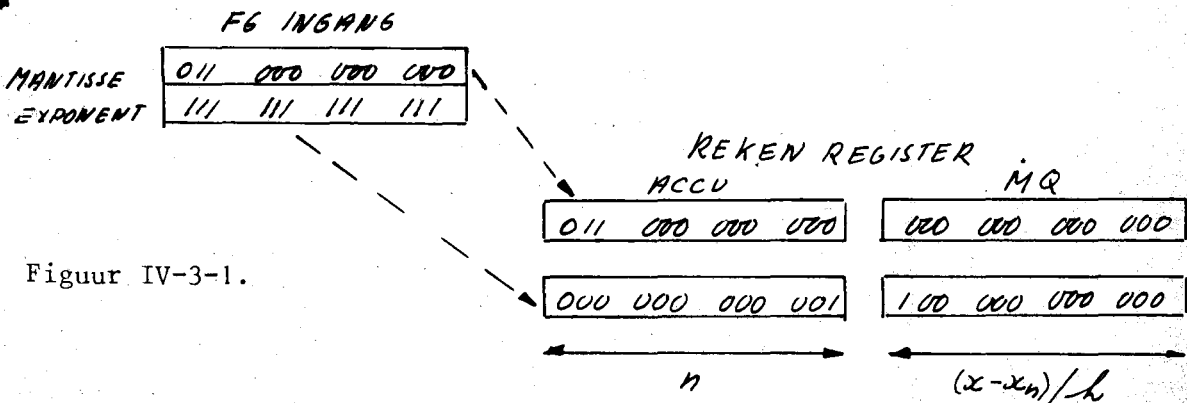 FG INGANG
MANTISSE 011 000 000 000
EXPONENT 111 111 111 111
REKEN REGISTER
ACCU MQ
011 000 000 000 000 000 000 000
000 000 000 001 100 000 000 000
n (x-xₙ)/h
Figuur IV-3-1.